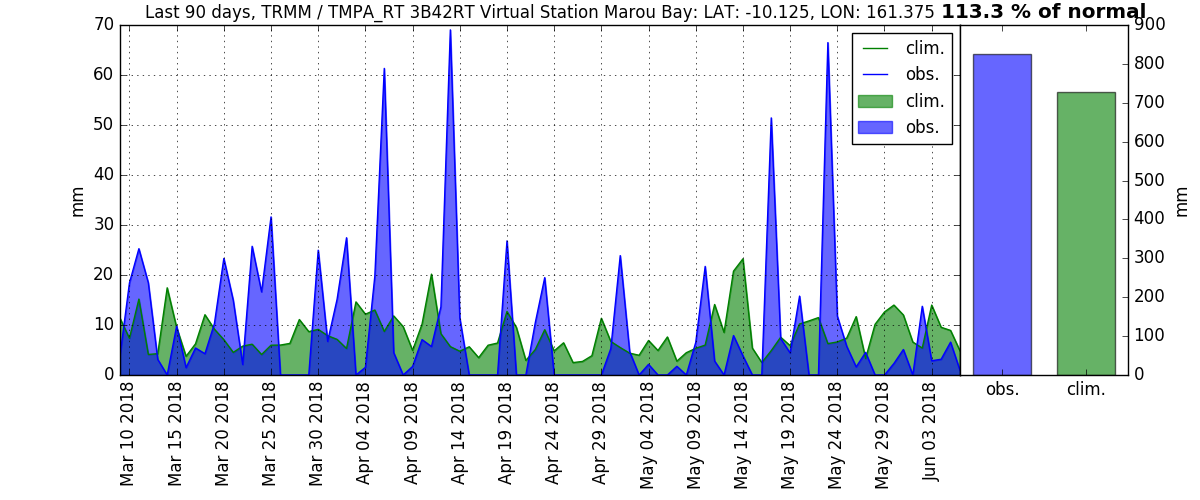 Last 90 days, TRMM / TMPA_RT 3B42RT Virtual Station Marou Bay: LAT: -10.125, LON: 161.375 113.3 % of normal
70
60
50
40
30
20
10
0
mm
clim.
obs.
clim.
obs.
Mar 10 2018
Mar 15 2018
Mar 20 2018
Mar 25 2018
Mar 30 2018
Apr 04 2018
Apr 09 2018
Apr 14 2018
Apr 19 2018
Apr 24 2018
Apr 29 2018
May 04 2018
May 09 2018
May 14 2018
May 19 2018
May 24 2018
May 29 2018
Jun 03 2018
900
800
700
600
500
400
300
200
100
0
mm
obs.
clim.